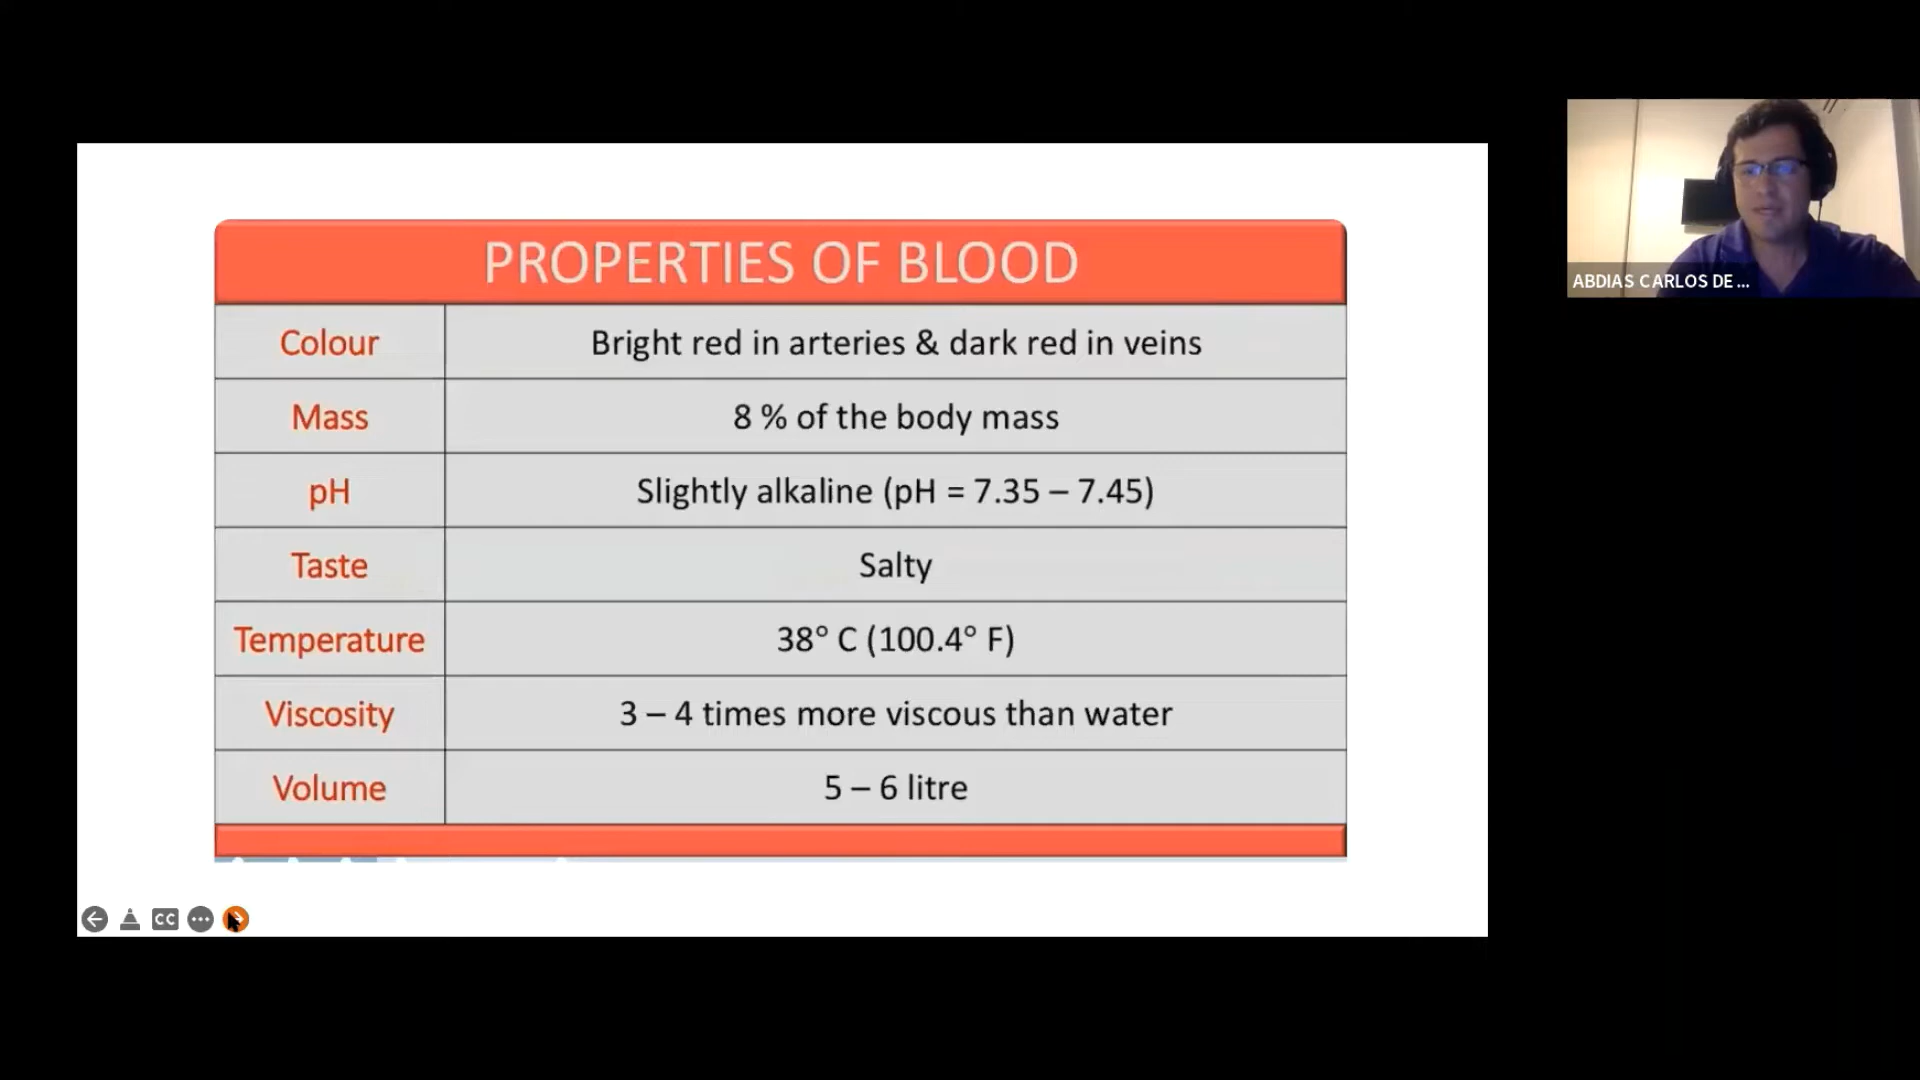 PROPERTIES OF BLOOD
Colour Bright red in arteries & dark red in veins
Mass 8 % of the body mass
pH Slightly alkaline (pH = 7.35 – 7.45)
Taste Salty
Temperature 38° C (100.4° F)
Viscosity 3 – 4 times more viscous than water
Volume 5 – 6 litre
ABDIAS CARLOS DE ...
CC